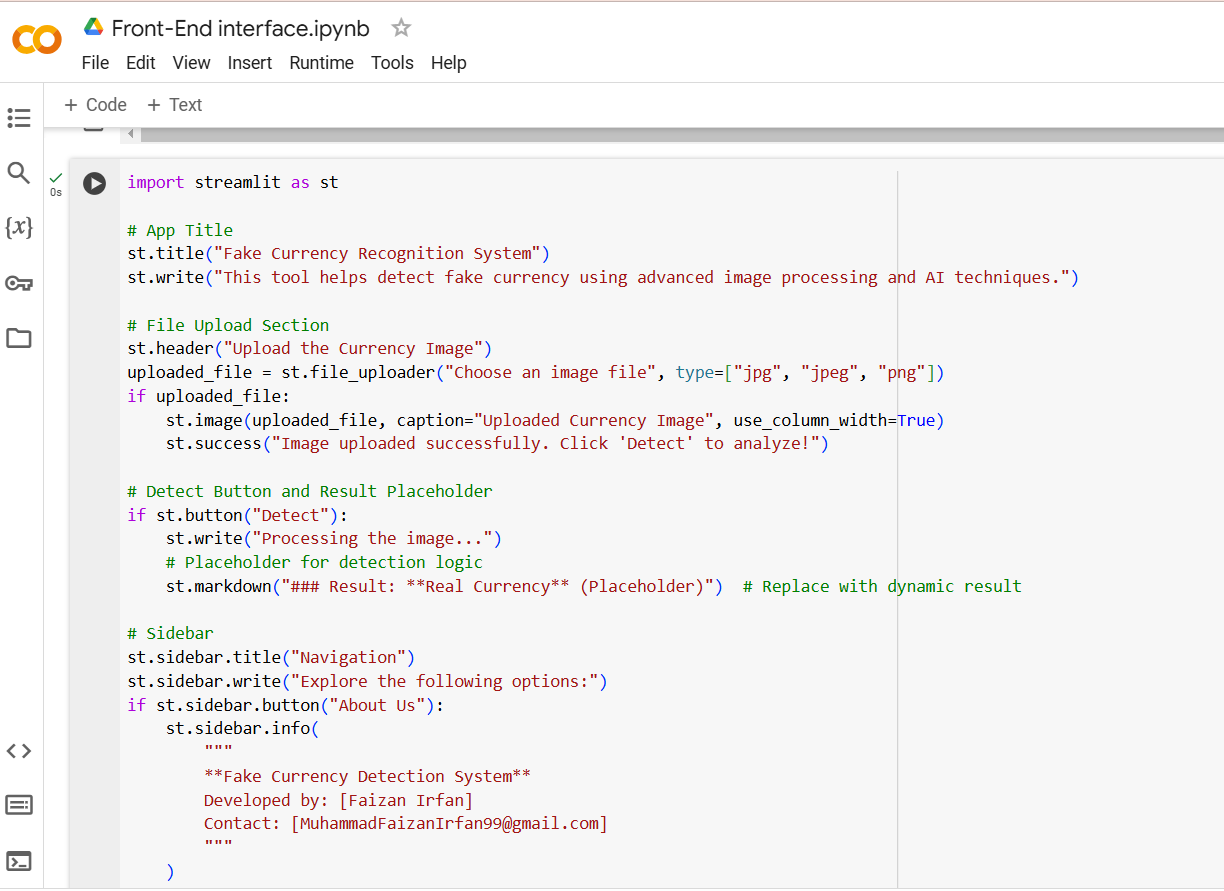 Front-End interface.ipynb
File Edit View Insert Runtime Tools Help
+ Code + Text
0s
import streamlit as st
# App Title
st.title("Fake Currency Recognition System")
st.write("This tool helps detect fake currency using advanced image processing and AI techniques.")
# File Upload Section
st.header("Upload the Currency Image")
uploaded_file = st.file_uploader("Choose an image file", type=["jpg", "jpeg", "png"])
if uploaded_file:
    st.image(uploaded_file, caption="Uploaded Currency Image", use_column_width=True)
    st.success("Image uploaded successfully. Click 'Detect' to analyze!")
# Detect Button and Result Placeholder
if st.button("Detect"):
    st.write("Processing the image...")
    # Placeholder for detection logic
    st.markdown("### Result: **Real Currency** (Placeholder)")  # Replace with dynamic result
# Sidebar
st.sidebar.title("Navigation")
st.sidebar.write("Explore the following options:")
if st.sidebar.button("About Us"):
    st.sidebar.info(
        """
        **Fake Currency Detection System**
        Developed by: [Faizan Irfan]
        Contact: [MuhammadFaizanIrfan99@gmail.com]
        """
    )